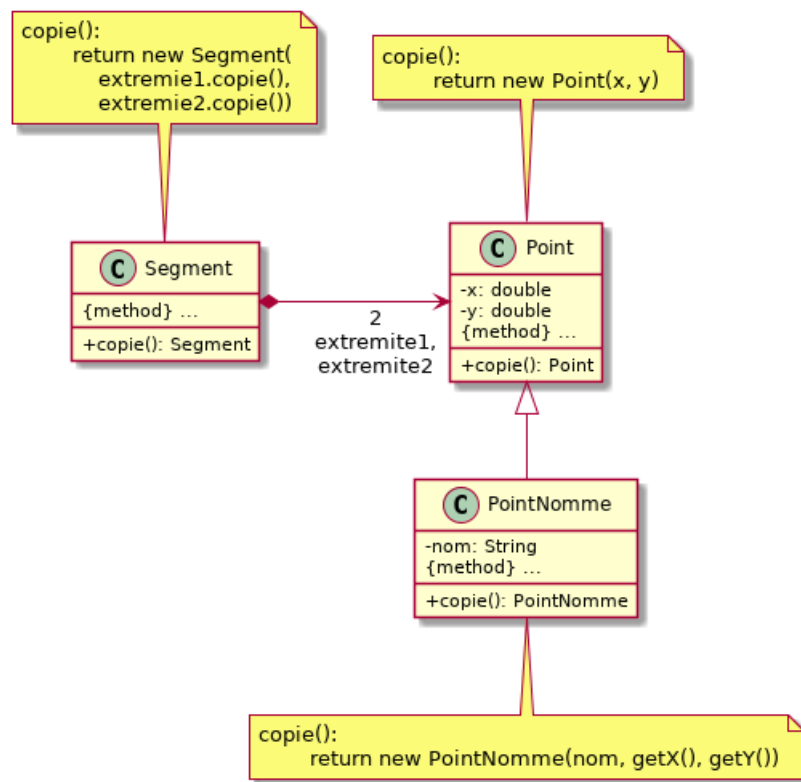 copie():
return new Segment(
extremie1.copie(),
extremie2.copie())
copie():
return new Point(x, y)
C Segment
{method} ...
+copie(): Segment
2
extremite1,
extremite2
C Point
-x: double
-y: double
{method} ...
+copie(): Point
C PointNomme
-nom: String
{method} ...
+copie(): PointNomme
copie():
return new PointNomme(nom, getX(), getY())